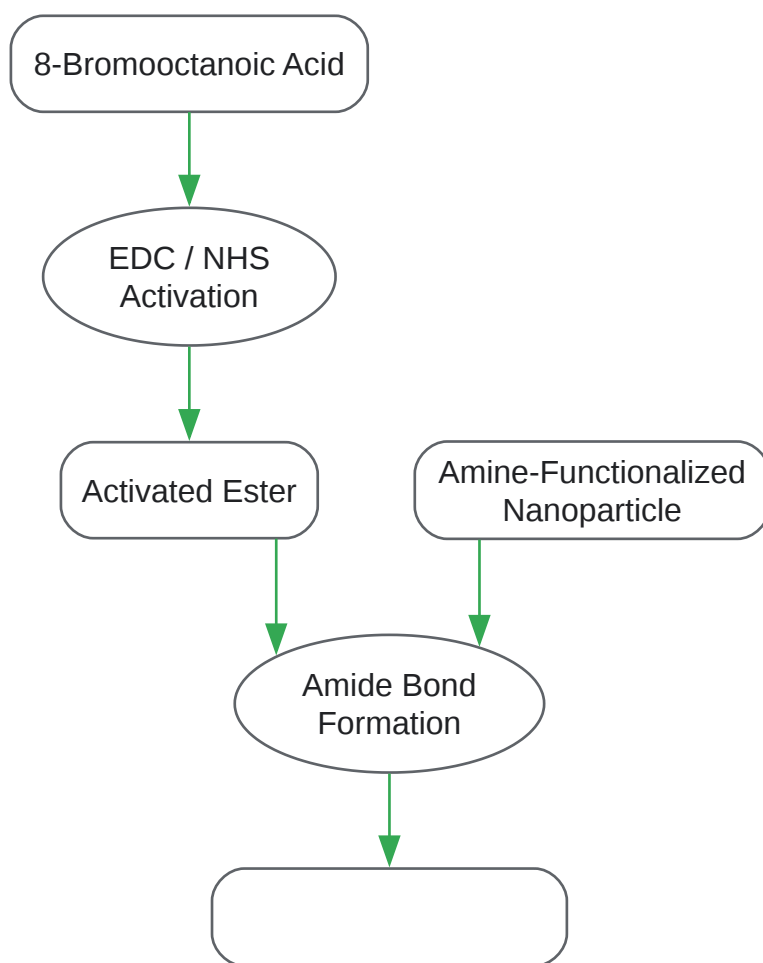 8-Bromooctanoic Acid
EDC / NHS
Activation
Activated Ester
Amine-Functionalized
Nanoparticle
Amide Bond
Formation